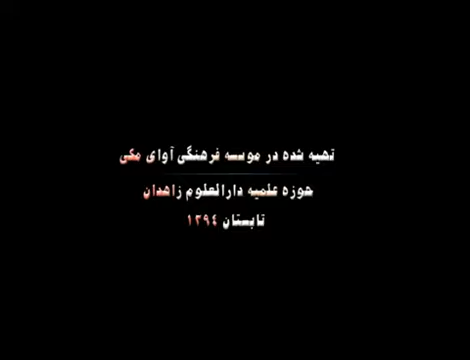 تهیه شده در موسسه فرهنگی آوای مکی
حوزه علمیه دارالعلوم زاهدان
تابستان ۱۳۹۴